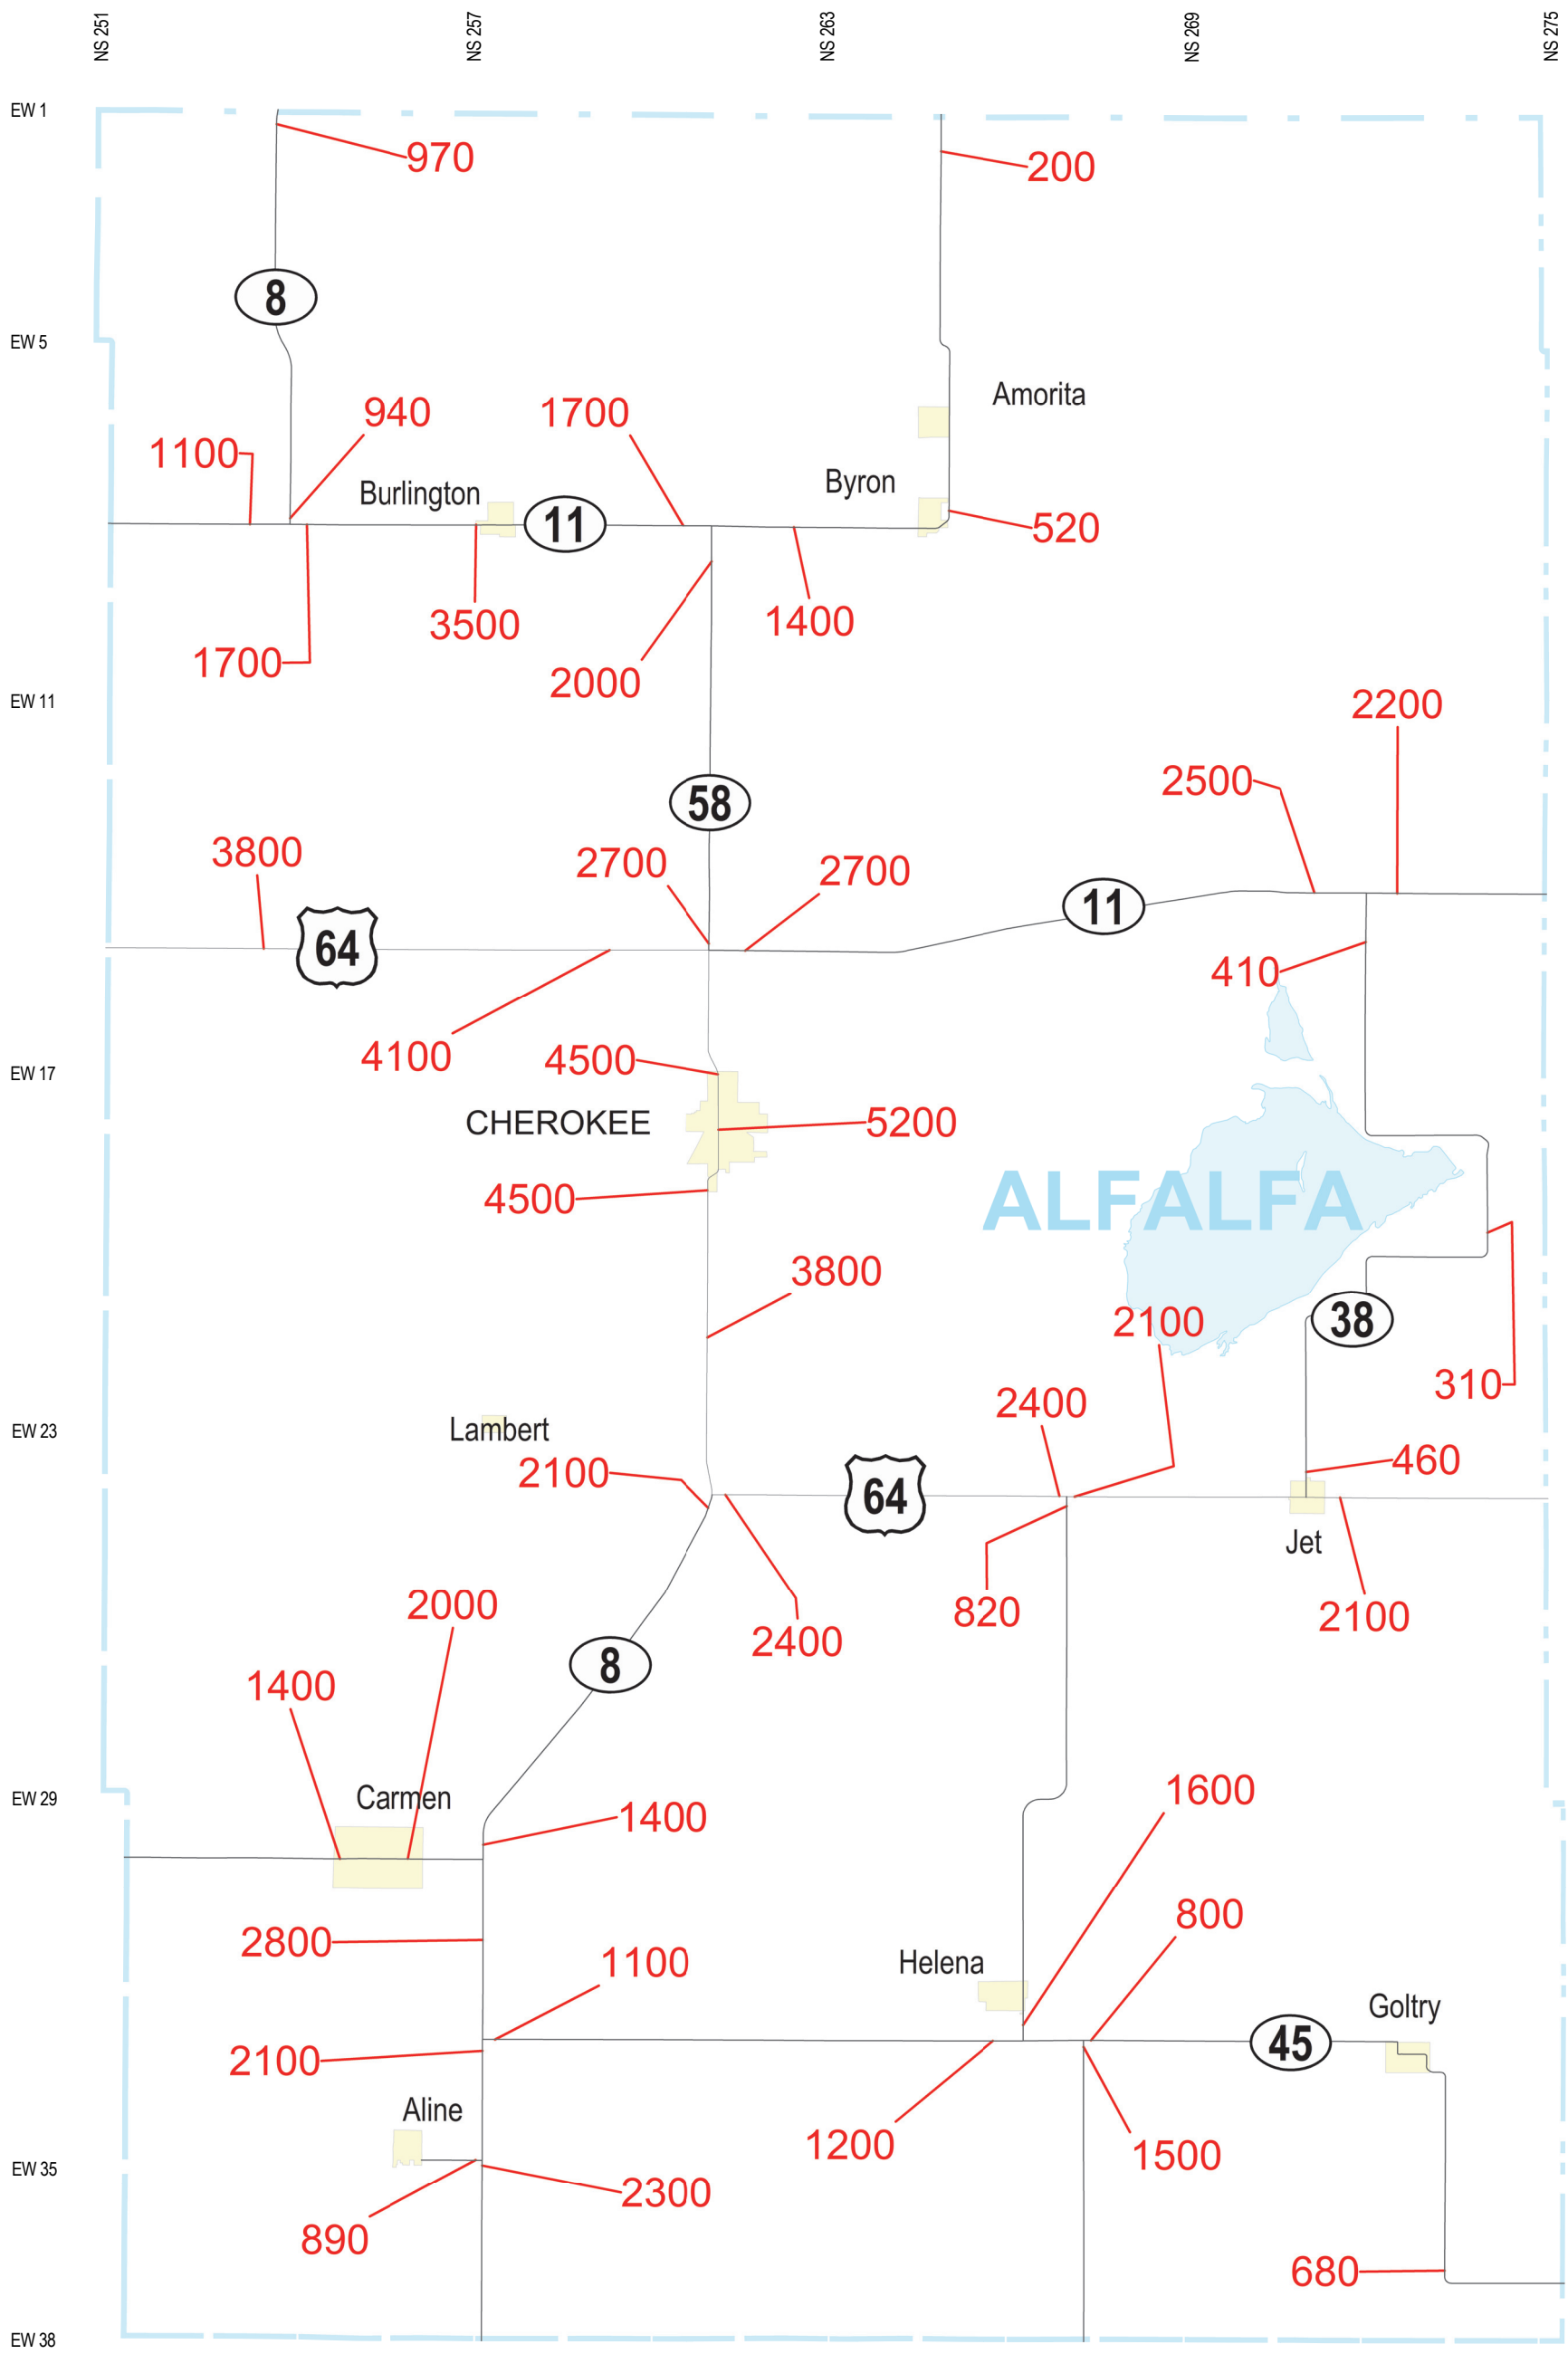 NS 251
NS 257
NS 263
NS 269
NS 275
EW 1
970
200
8
EW 5
Amorita
940
1700
1100
Byron
Burlington
11
520
3500
1400
1700
2000
EW 11
2200
2500
58
3800
2700
2700
11
64
410
4100
4500
EW 17
CHEROKEE
5200
4500
ALFALFA
3800
2100
38
310
2400
EW 23
Lambert
2100
64
460
Jet
2000
820
2100
2400
8
1400
1600
Carmen
EW 29
1400
800
2800
1100
Helena
Goltry
45
2100
Aline
1200
1500
EW 35
2300
890
680
EW 38